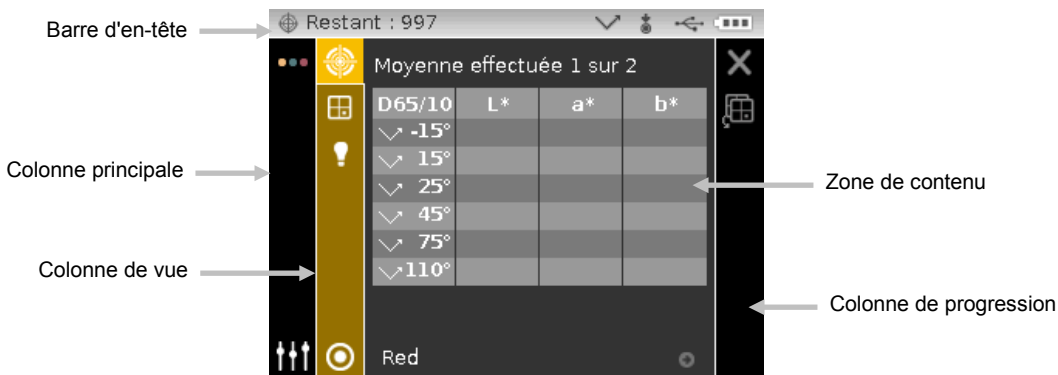 Barre d'en-tête
Restant : 997
Moyenne effectuée 1 sur 2
D65/10 L* a* b*
-15°
15°
25°
45°
75°
110°
Red
Colonne principale
Colonne de vue
Zone de contenu
Colonne de progression